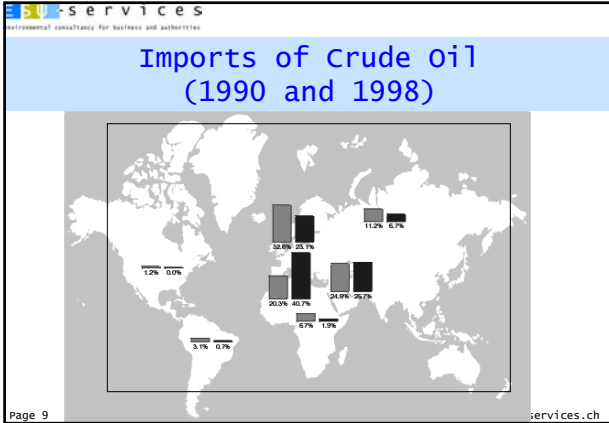 ESU-services
environmental consultancy for business and authorities
Imports of Crude Oil
(1990 and 1998)
11.2% 6.7%
32.6% 23.1%
1.2% 0.0%
24.9% 25.7%
20.3% 40.7%
6.7% 1.9%
3.1% 0.7%
Page 9 services.ch